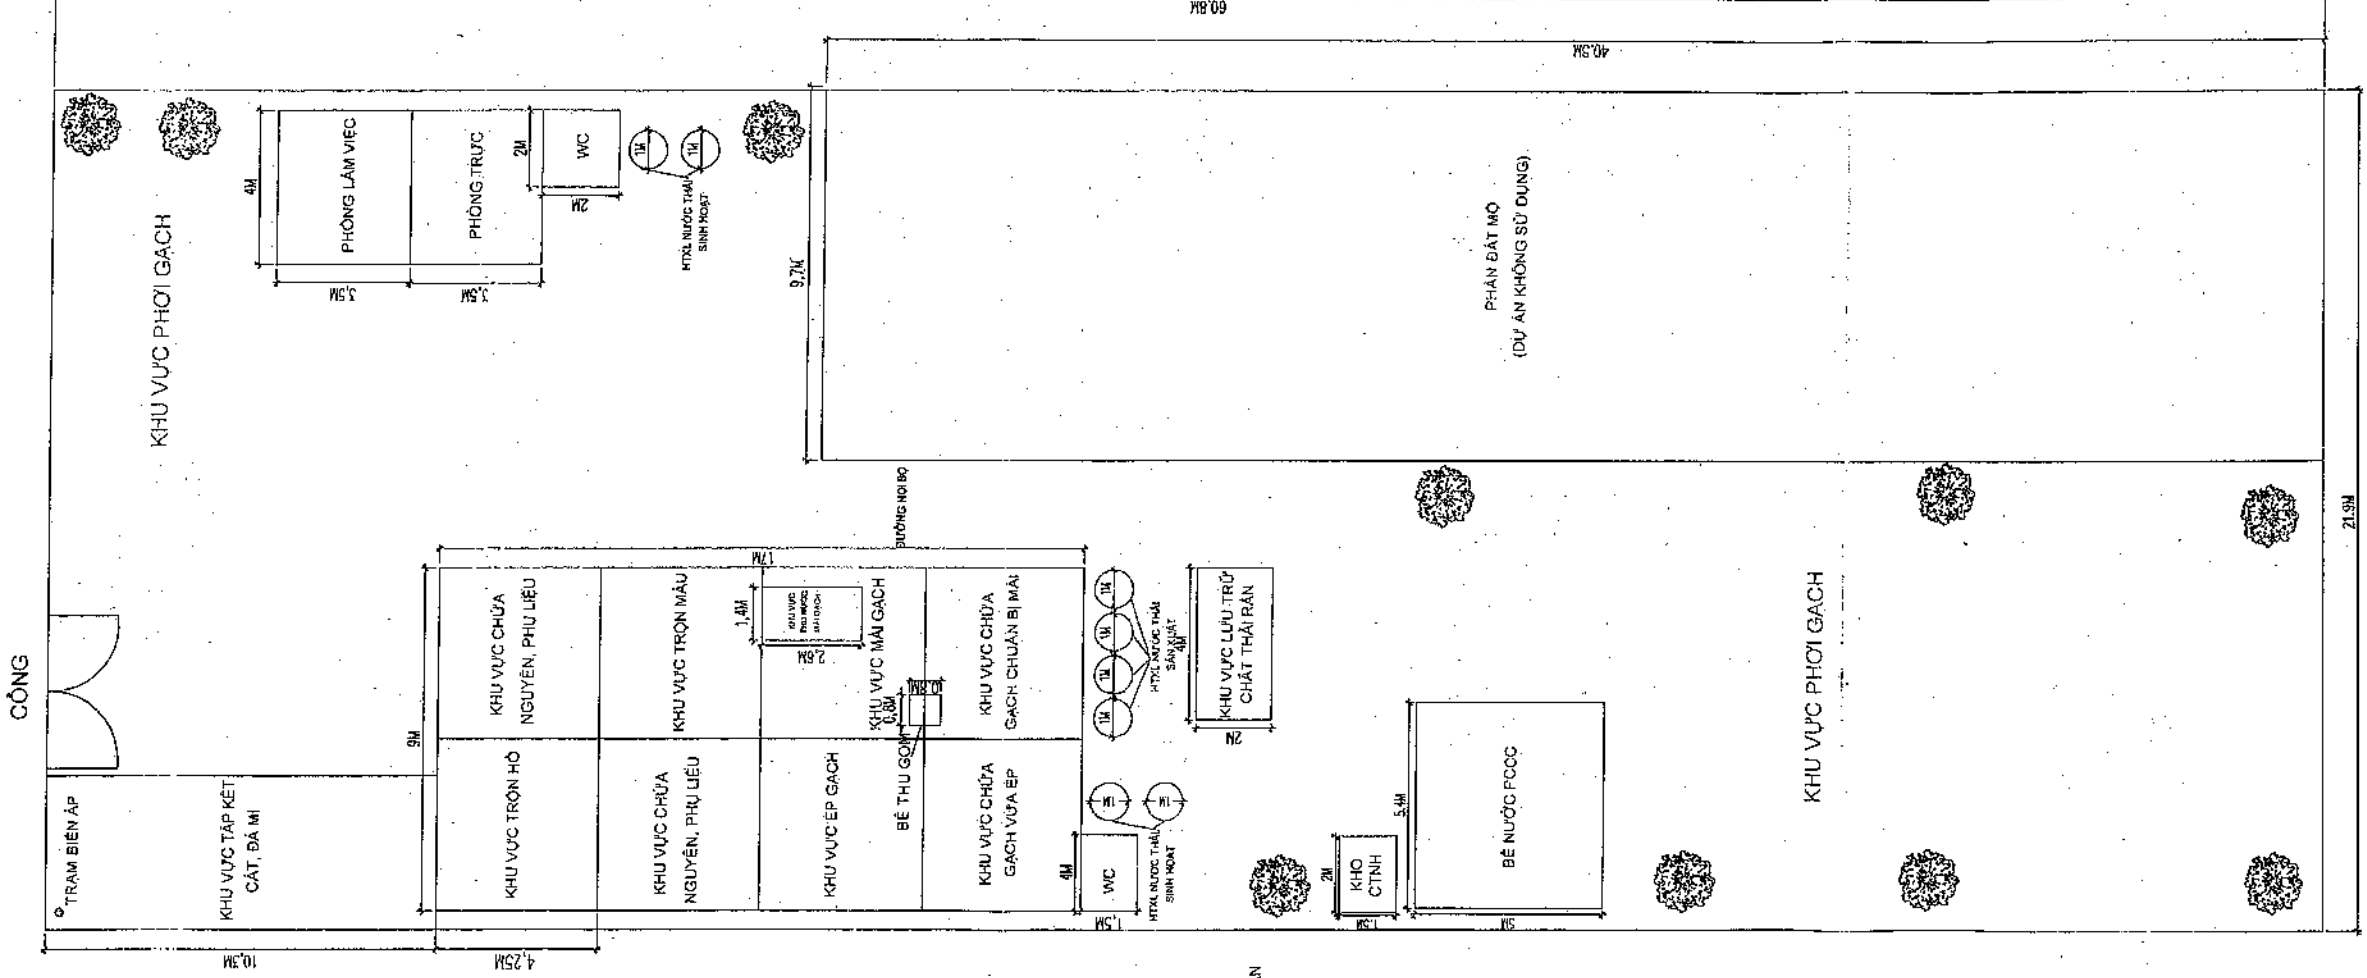 60.8M
40.5M
CỔNG
KHU VỰC PHƠI GẠCH
4M
PHÒNG LÀM VIỆC
PHÒNG TRỰC
3,5M
3,5M
2M
WC
2M
1M
1M
HTXL NƯỚC THẢI
SINH HOẠT
9.7M
PHẦN ĐẤT MỘ
(DỰ ÁN KHÔNG SỬ DỤNG)
21.9M
ĐƯỜNG NỘI BỘ
17M
9M
KHU VỰC CHỨA
NGUYÊN, PHỤ LIỆU
KHU VỰC TRỘN MÀU
1,4M
2,6M
KHU VỰC MÀI GẠCH
0,8M
0,8M
BỂ THU GOM
KHU VỰC CHỨA
GẠCH CHUẨN BỊ MÀI
1M
1M
1M
1M
HTXL NƯỚC THẢI
SẢN XUẤT
4M
KHU VỰC LƯU TRỮ
CHẤT THẢI RẮN
2M
TRẠM BIẾN ÁP
KHU VỰC TẬP KẾT
CÁT, ĐÁ MI
KHU VỰC TRỘN HỒ
KHU VỰC CHỨA
NGUYÊN, PHỤ LIỆU
KHU VỰC ÉP GẠCH
KHU VỰC CHỨA
GẠCH VỪA ÉP
4M
WC
1,5M
1M
1M
HTXL NƯỚC THẢI
SINH HOẠT
2M
KHO
CTNH
1.5M
5.4M
BỂ NƯỚC PCCC
5M
KHU VỰC PHƠI GẠCH
10,3M
4,25M